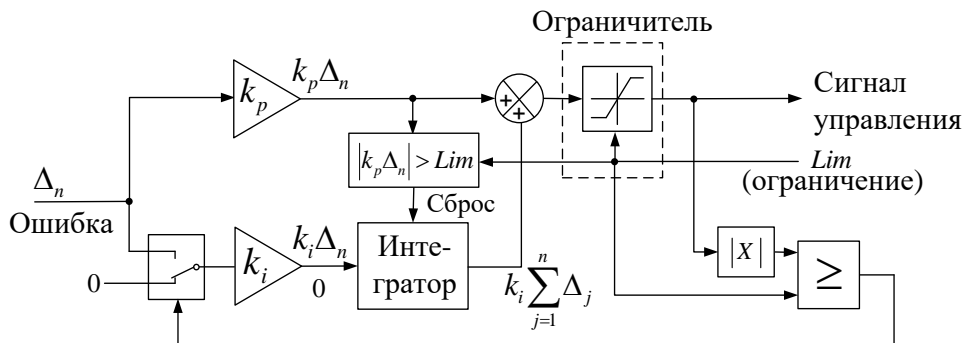 Ограничитель
k_p
k_pΔ_n
+
+
Сигнал
управления
|k_pΔ_n| > Lim
Lim
(ограничение)
Δ_n
Ошибка
Сброс
0
k_i
k_iΔ_n
0
Инте-
гратор
k_i∑_{j=1}^{n}Δ_j
|X|
≥